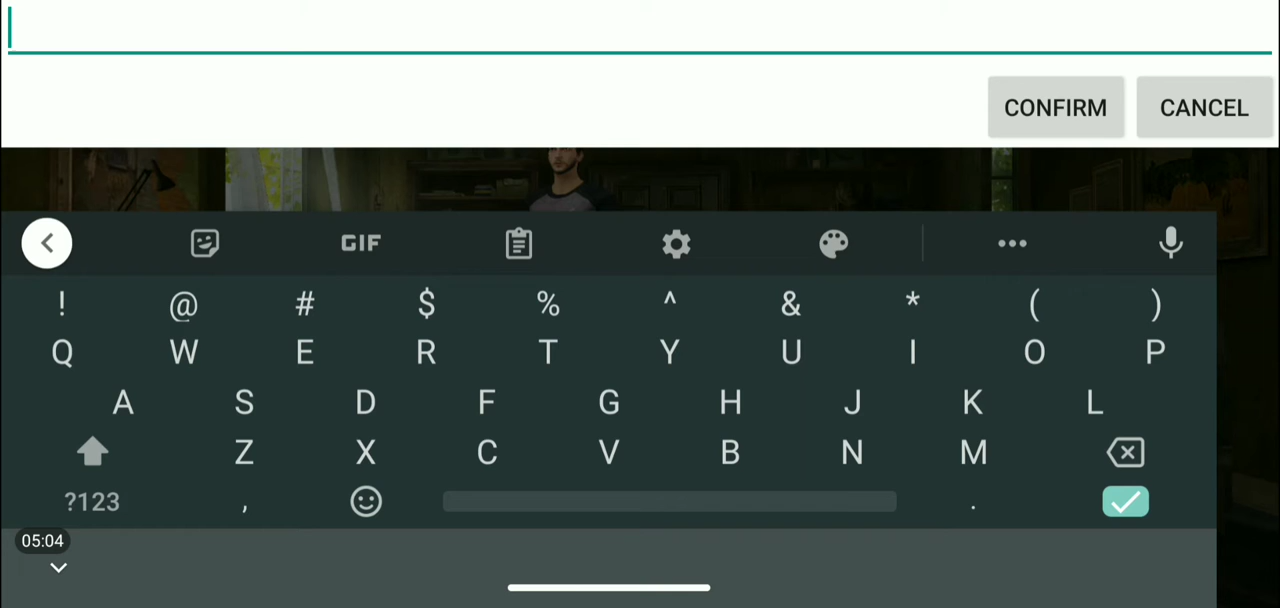 CONFIRM CANCEL
GIF
! @ # $ % ^ & * ( )
Q W E R T Y U I O P
A S D F G H J K L
Z X C V B N M
?123 , .
05:04